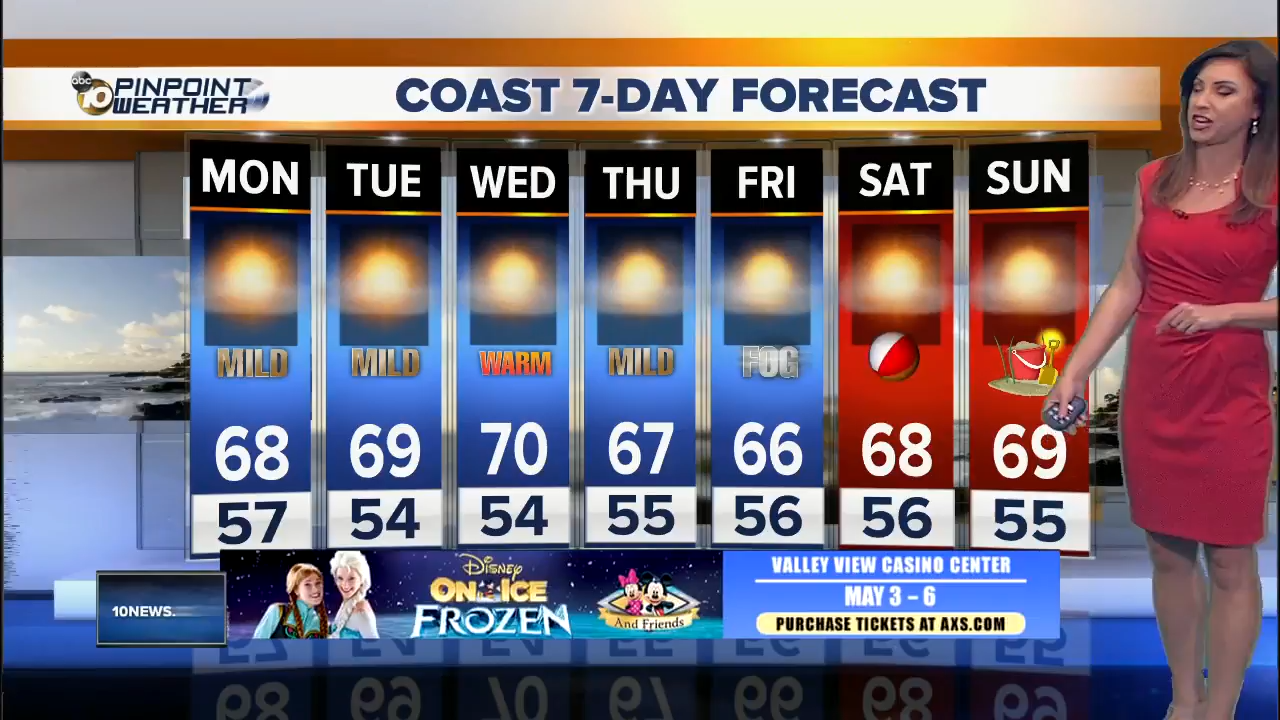 abc
10
PINPOINT
WEATHER
COAST 7-DAY FORECAST
MON TUE WED THU FRI SAT SUN
MILD MILD WARM MILD FOG
68 69 70 67 66 68 69
57 54 54 55 56 56 55
Disney
ON ICE
FROZEN
And Friends
VALLEY VIEW CASINO CENTER
MAY 3 – 6
PURCHASE TICKETS AT AXS.COM
10NEWS.